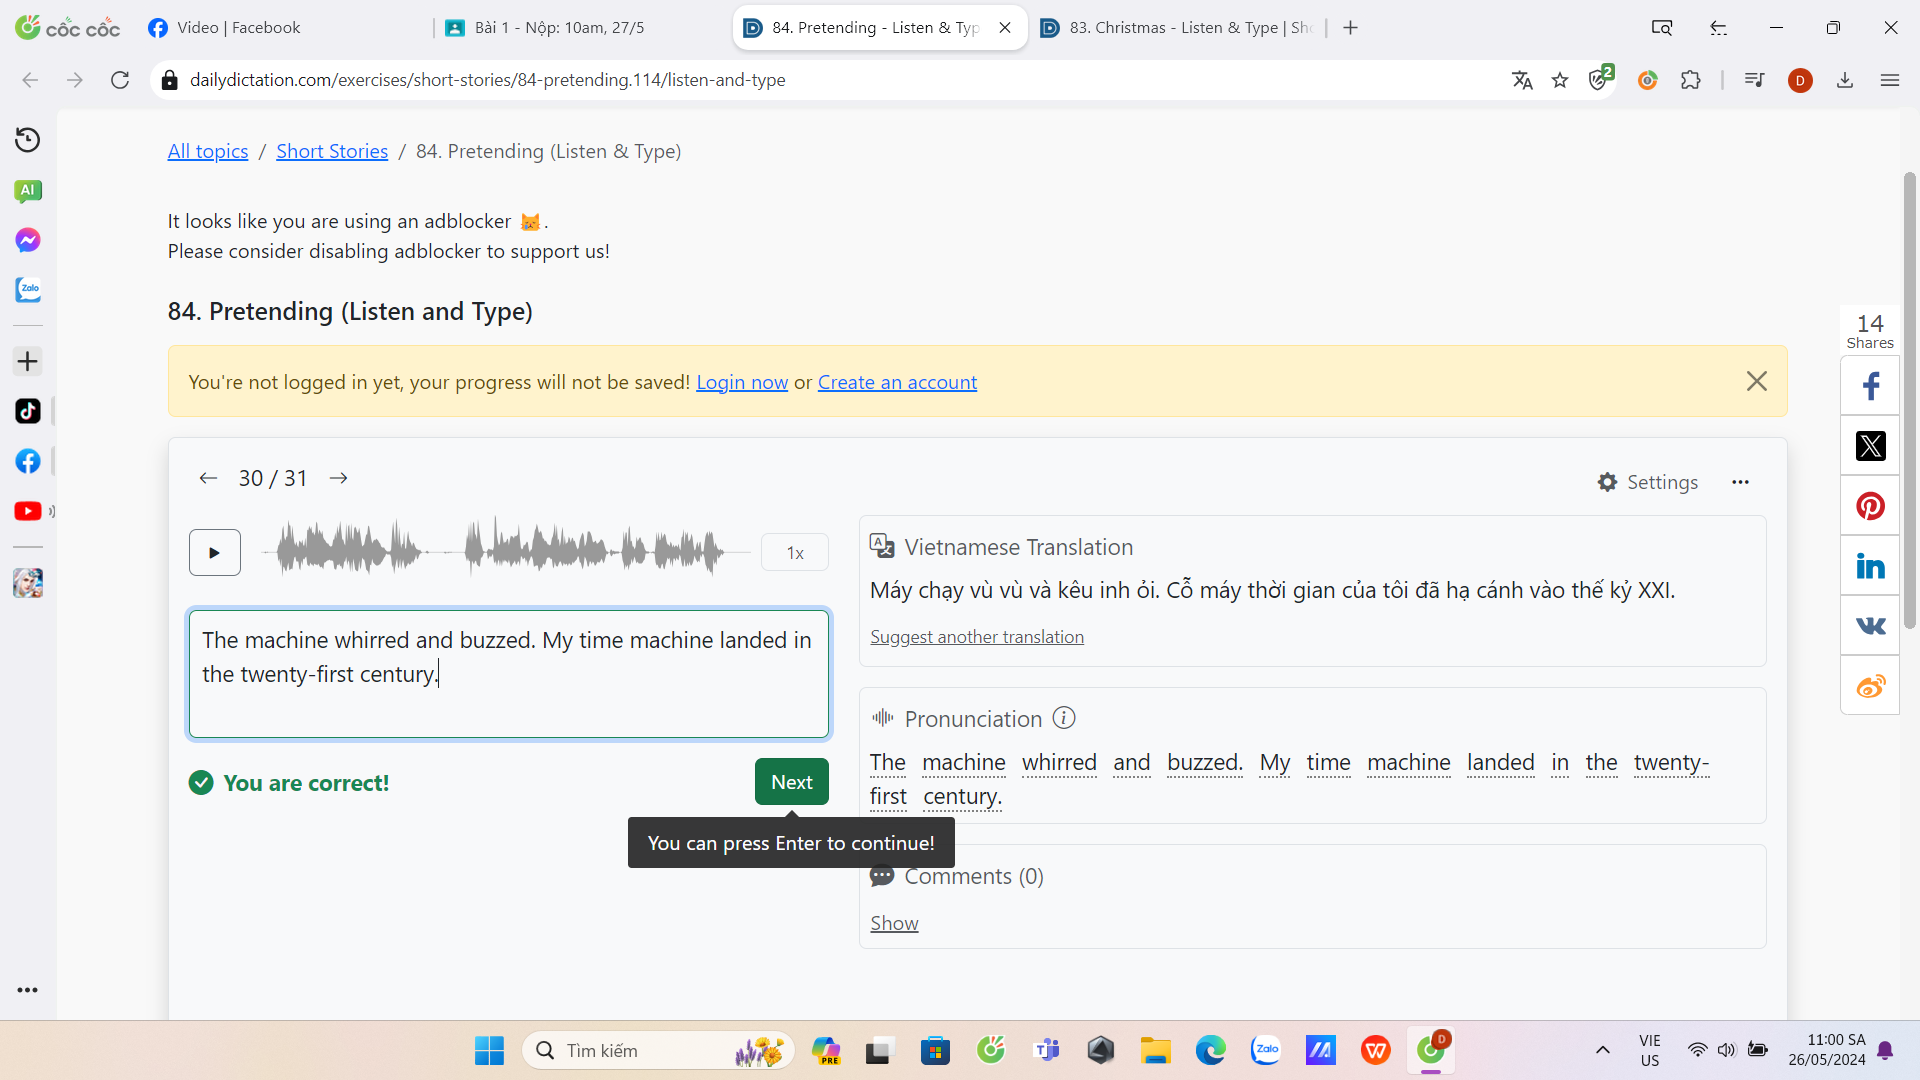 cốc cốc
Video | Facebook
Bài 1 - Nộp: 10am, 27/5
84. Pretending - Listen & Typ
83. Christmas - Listen & Type | Sho
dailydictation.com/exercises/short-stories/84-pretending.114/listen-and-type
2
D
All topics / Short Stories / 84. Pretending (Listen & Type)
AI
It looks like you are using an adblocker 😿.
Please consider disabling adblocker to support us!
Zalo
84. Pretending (Listen and Type)
14
Shares
You're not logged in yet, your progress will not be saved! Login now or Create an account
30 / 31
Settings
1x
Vietnamese Translation
Máy chạy vù vù và kêu inh ỏi. Cỗ máy thời gian của tôi đã hạ cánh vào thế kỷ XXI.
Suggest another translation
The machine whirred and buzzed. My time machine landed in
the twenty-first century.
Pronunciation
The machine whirred and buzzed. My time machine landed in the twenty-
first century.
You are correct!
Next
You can press Enter to continue!
Comments (0)
Show
Tìm kiếm
PRE
Zalo
D
VIE
US
11:00 SA
26/05/2024